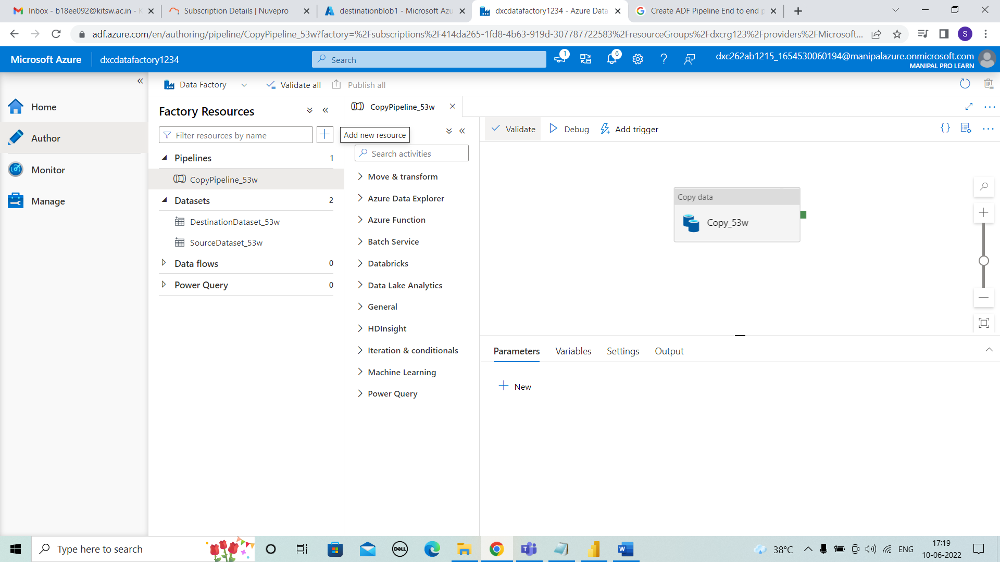 Inbox - b18ee092@kitsw.ac.in -
Subscription Details | Nuvepro
destinationblob1 - Microsoft Azu
dxcdatafactory1234 - Azure Data
Create ADF Pipeline End to end p
adf.azure.com/en/authoring/pipeline/CopyPipeline_53w?factory=%2Fsubscriptions%2F414da265-1fd8-4b63-919d-307787722583%2FresourceGroups%2Fdxcrg123%2Fproviders%2FMicrosoft...
S
Microsoft Azure
dxcdatafactory1234
Search
1
6
dxc262ab1215_1654530060194@manipalazure.onmicrosoft.com
MANIPAL PRO LEARN
Home
Author
Monitor
Manage
Data Factory
Validate all
Publish all
Factory Resources
Filter resources by name
Add new resource
Pipelines 1
CopyPipeline_53w
Datasets 2
DestinationDataset_53w
SourceDataset_53w
Data flows 0
Power Query 0
CopyPipeline_53w
Search activities
Move & transform
Azure Data Explorer
Azure Function
Batch Service
Databricks
Data Lake Analytics
General
HDInsight
Iteration & conditionals
Machine Learning
Power Query
Validate
Debug
Add trigger
Copy data
Copy_53w
Parameters
Variables
Settings
Output
New
Type here to search
DELL
38°C
ENG
17:19
10-06-2022